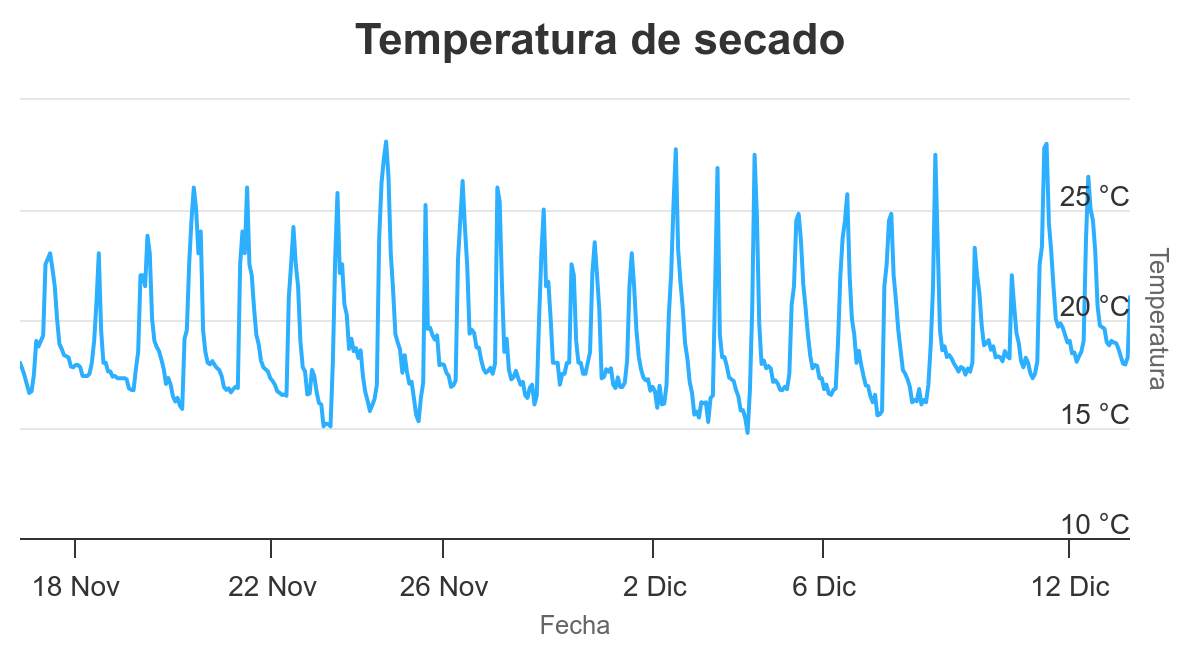 Temperatura de secado
25 °C
20 °C
15 °C
10 °C
Temperatura
18 Nov
22 Nov
26 Nov
2 Dic
6 Dic
12 Dic
Fecha